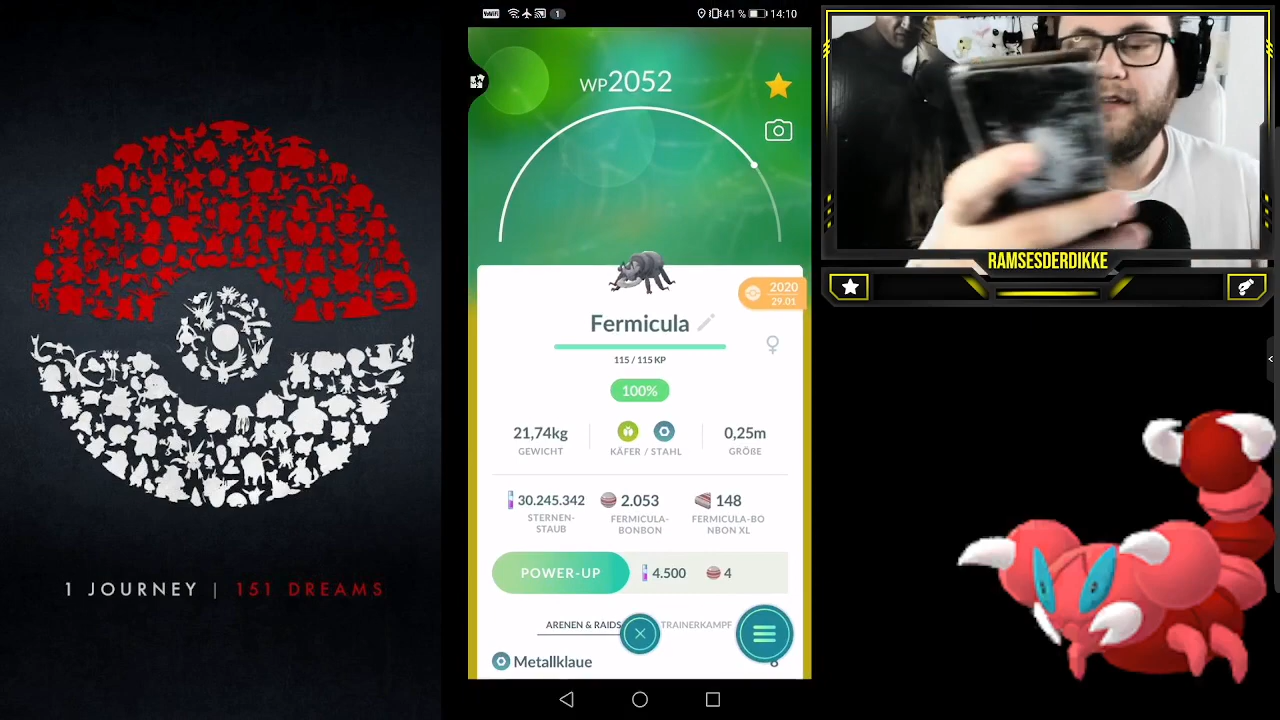 1 JOURNEY | 151 DREAMS
VoWiFi 1 41 % 14:10
WP2052
2020
29.01
Fermicula
115 / 115 KP
100%
21,74kg
GEWICHT
KÄFER / STAHL
0,25m
GRÖßE
30.245.342
STERNEN-
STAUB
2.053
FERMICULA-
BONBON
148
FERMICULA-BO
NBON XL
POWER-UP
4.500
4
ARENEN & RAIDS
TRAINERKAMPF
Metallklaue
RAMSESDERDIKKE